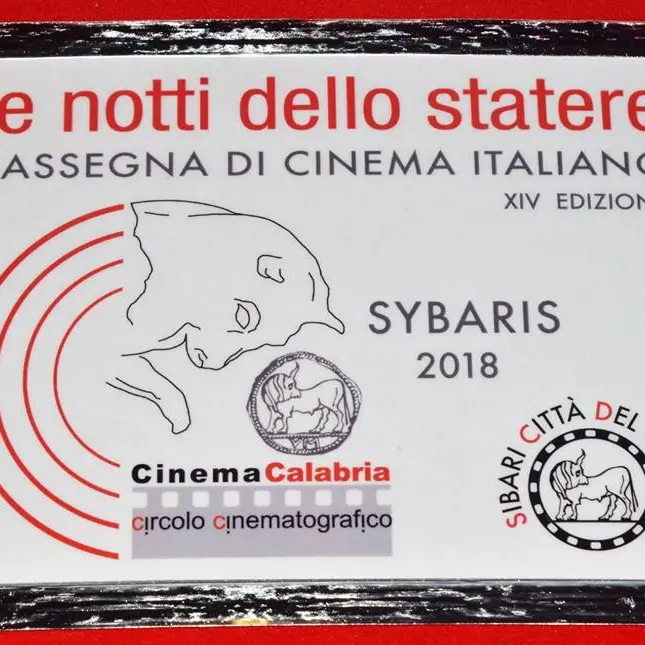 e notti dello statere
ASSEGNA DI CINEMA ITALIANO
XIV EDIZION
SYBARIS
2018
CinemaCalabria
circolo cinematografico
SIBARI CITTÀ DEL